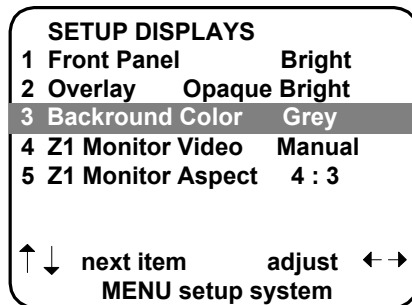 SETUP DISPLAYS
1 Front Panel Bright
2 Overlay Opaque Bright
3 Backround Color Grey
4 Z1 Monitor Video Manual
5 Z1 Monitor Aspect 4 : 3
↑↓ next item adjust ←→
MENU setup system